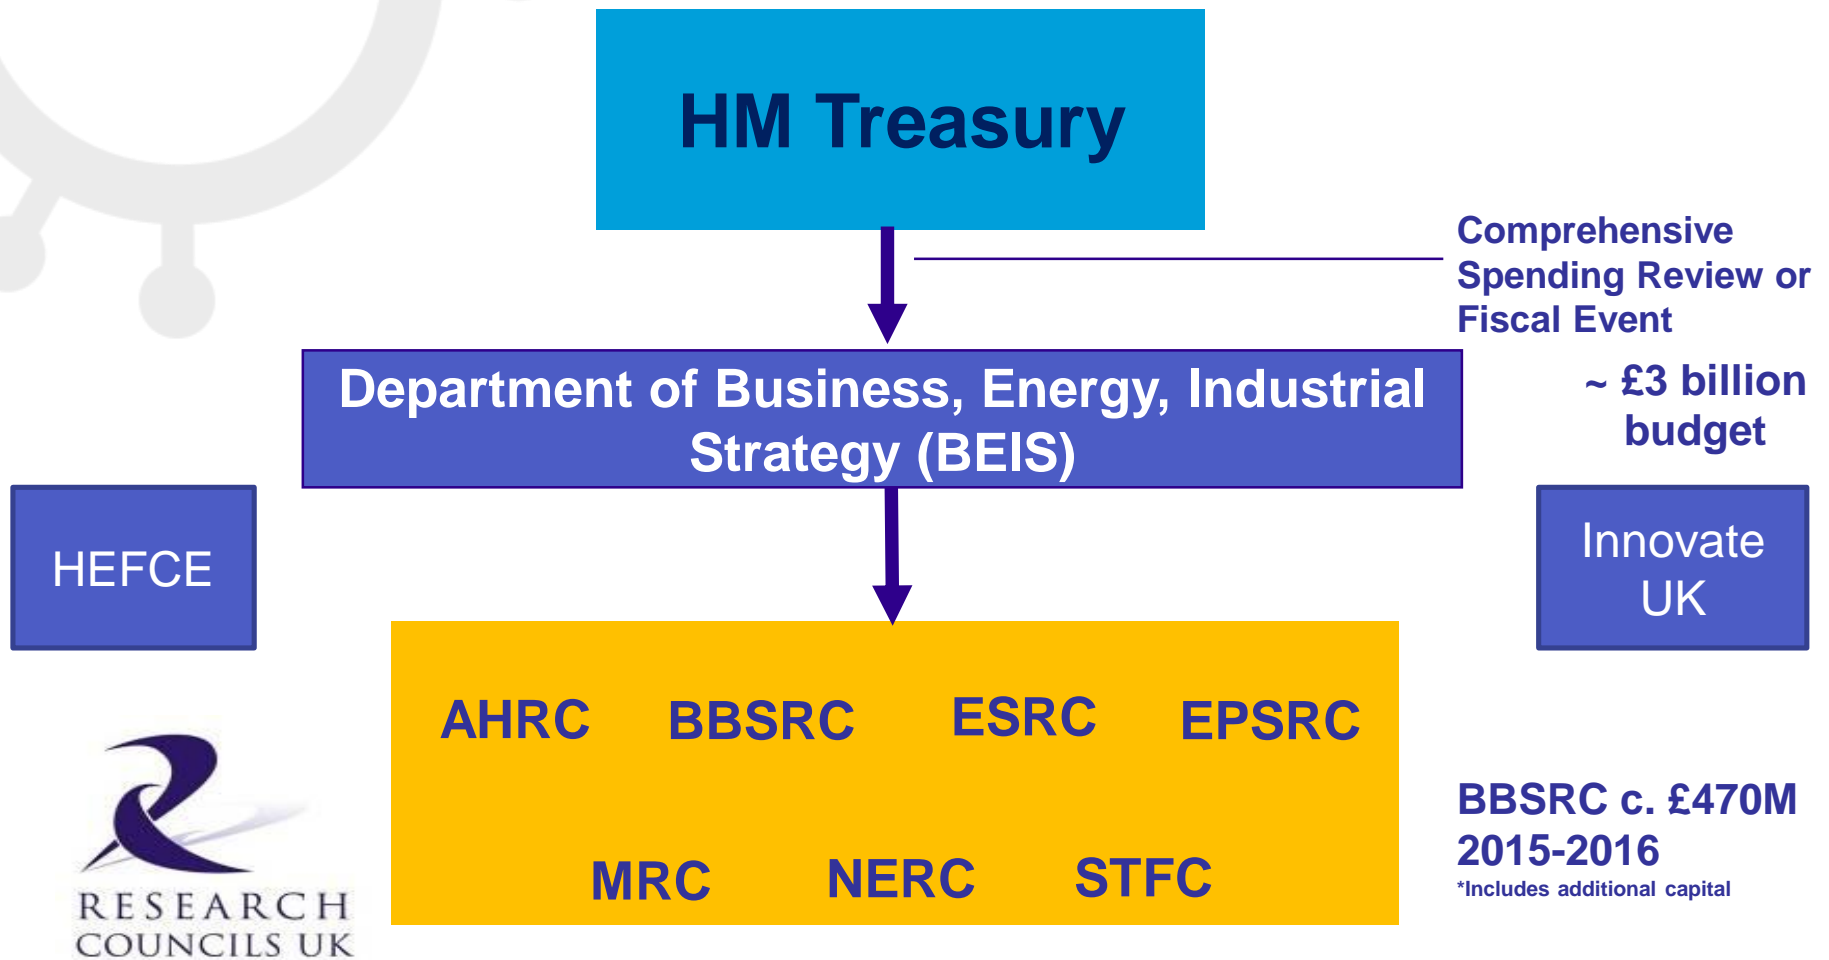 HM Treasury
Comprehensive
Spending Review or
Fiscal Event
Department of Business, Energy, Industrial
Strategy (BEIS)
~ £3 billion
budget
HEFCE
Innovate
UK
AHRC BBSRC ESRC EPSRC
MRC NERC STFC
BBSRC c. £470M
2015-2016
*Includes additional capital
RESEARCH
COUNCILS UK